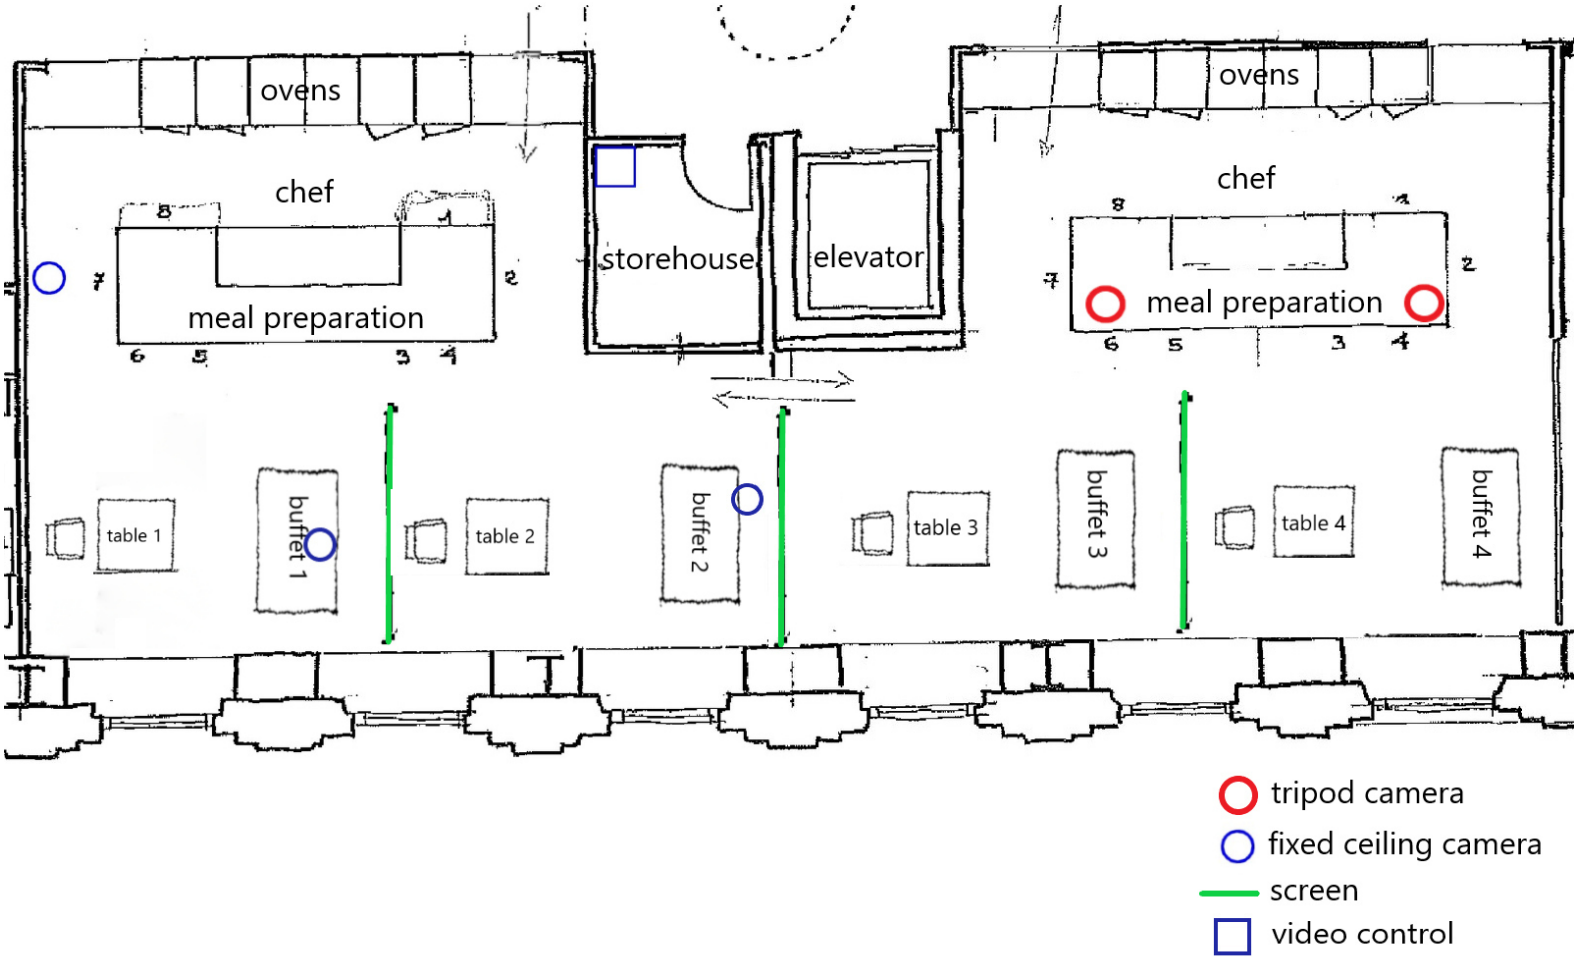 ovens
ovens
chef
chef
8
1
8
1
storehouse
elevator
7
2
7
2
meal preparation
meal preparation
6
5
3
4
6
5
3
4
table 1
buffet 1
table 2
buffet 2
table 3
buffet 3
table 4
buffet 4
tripod camera
fixed ceiling camera
screen
video control